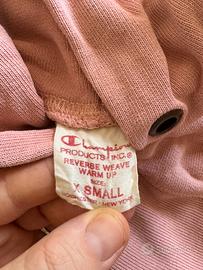 Champion
PRODUCTS INC.®
REVERSE WEAVE
WARM UP
SIZE:
X SMALL
NEW YORK